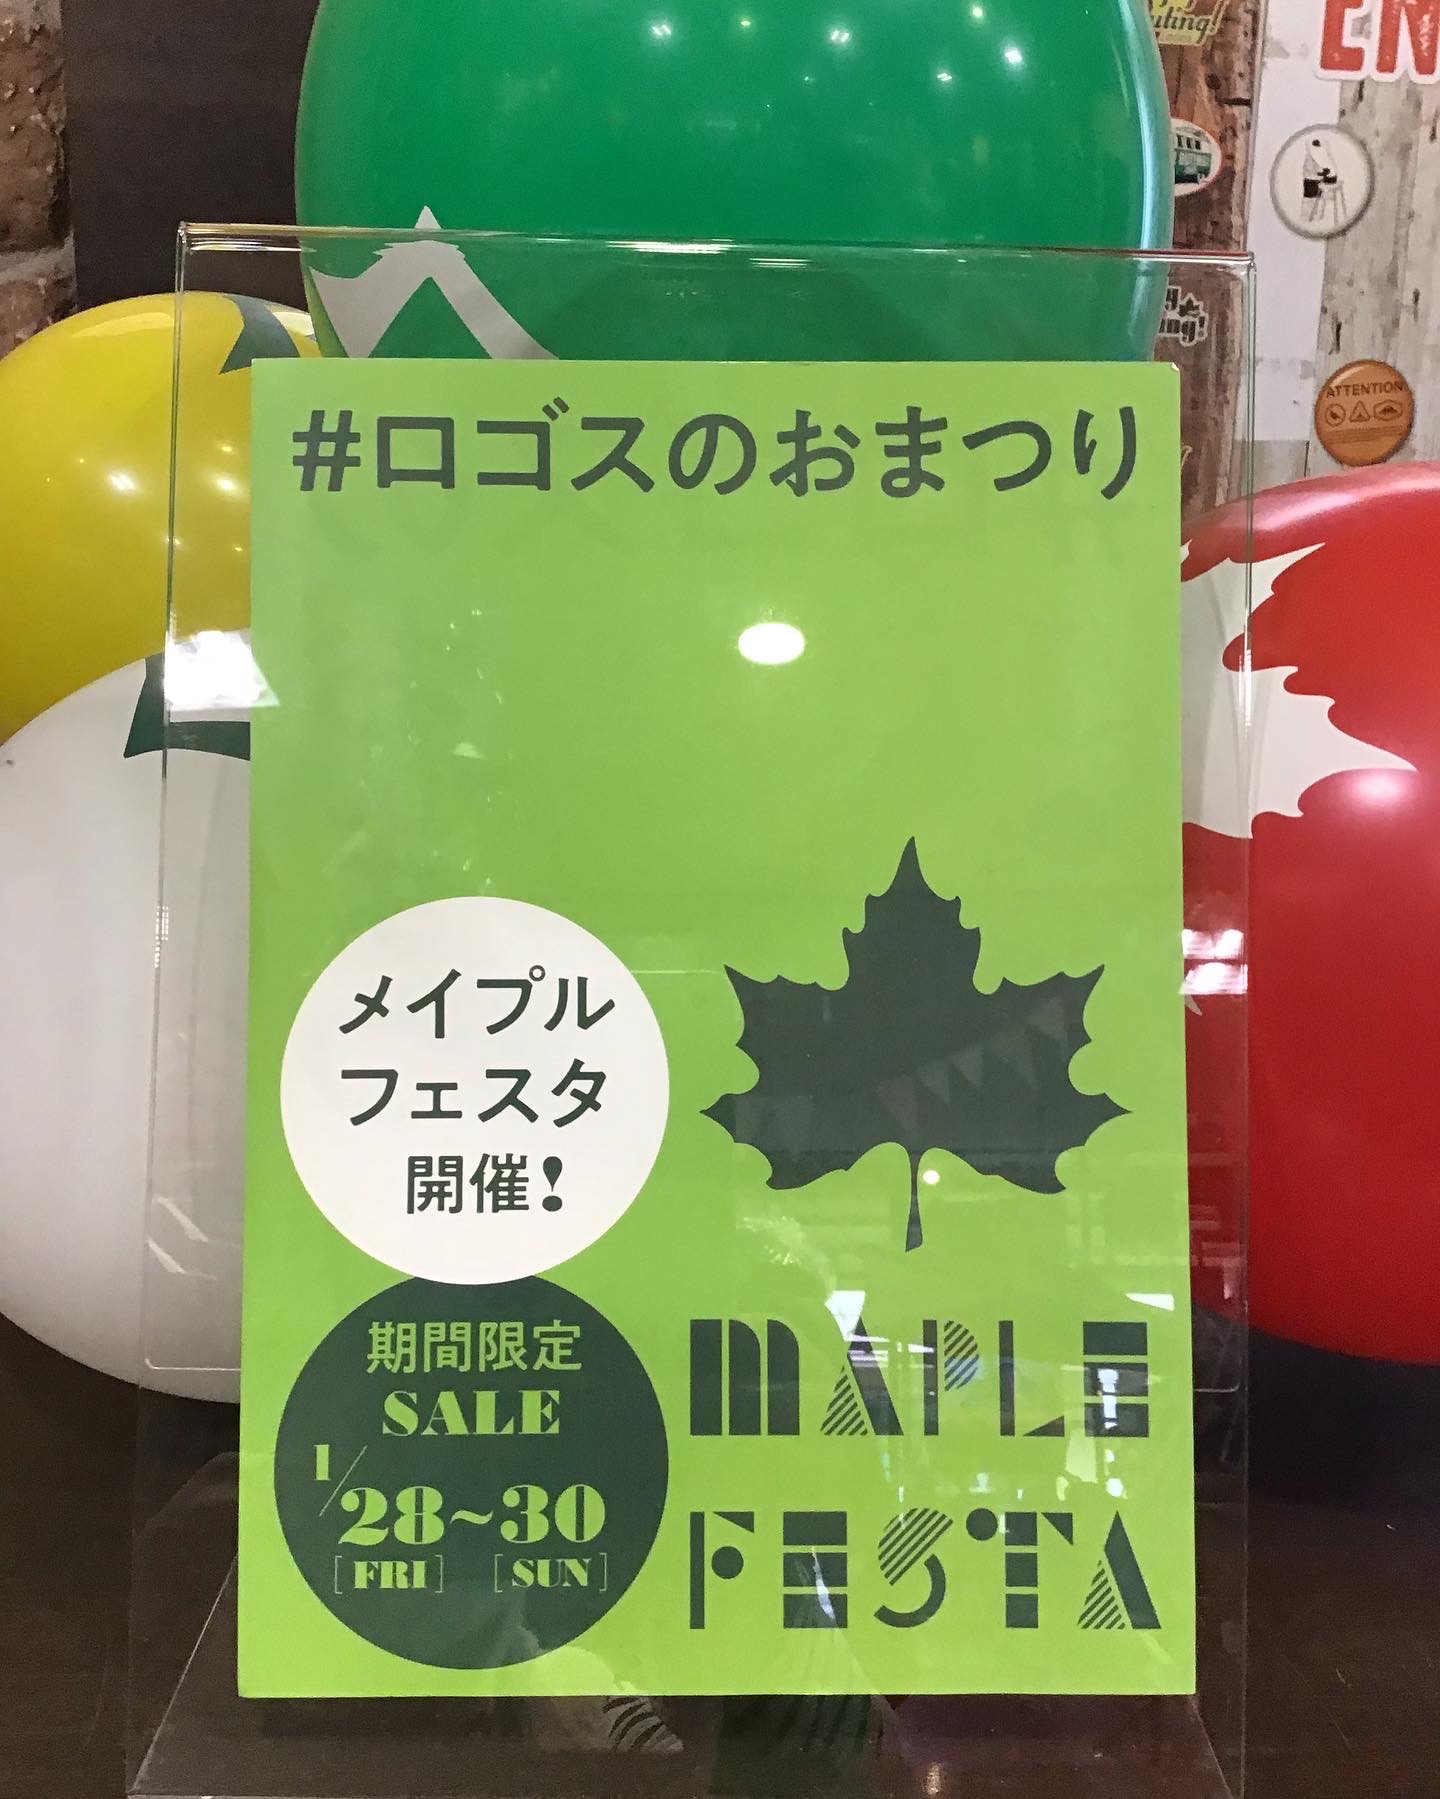 EN
ATTENTION
#ロゴスのおまつり
メイプル
フェスタ
開催!
期間限定
SALE
1/28~30
[FRI] [SUN]
MAPLE
FESTA